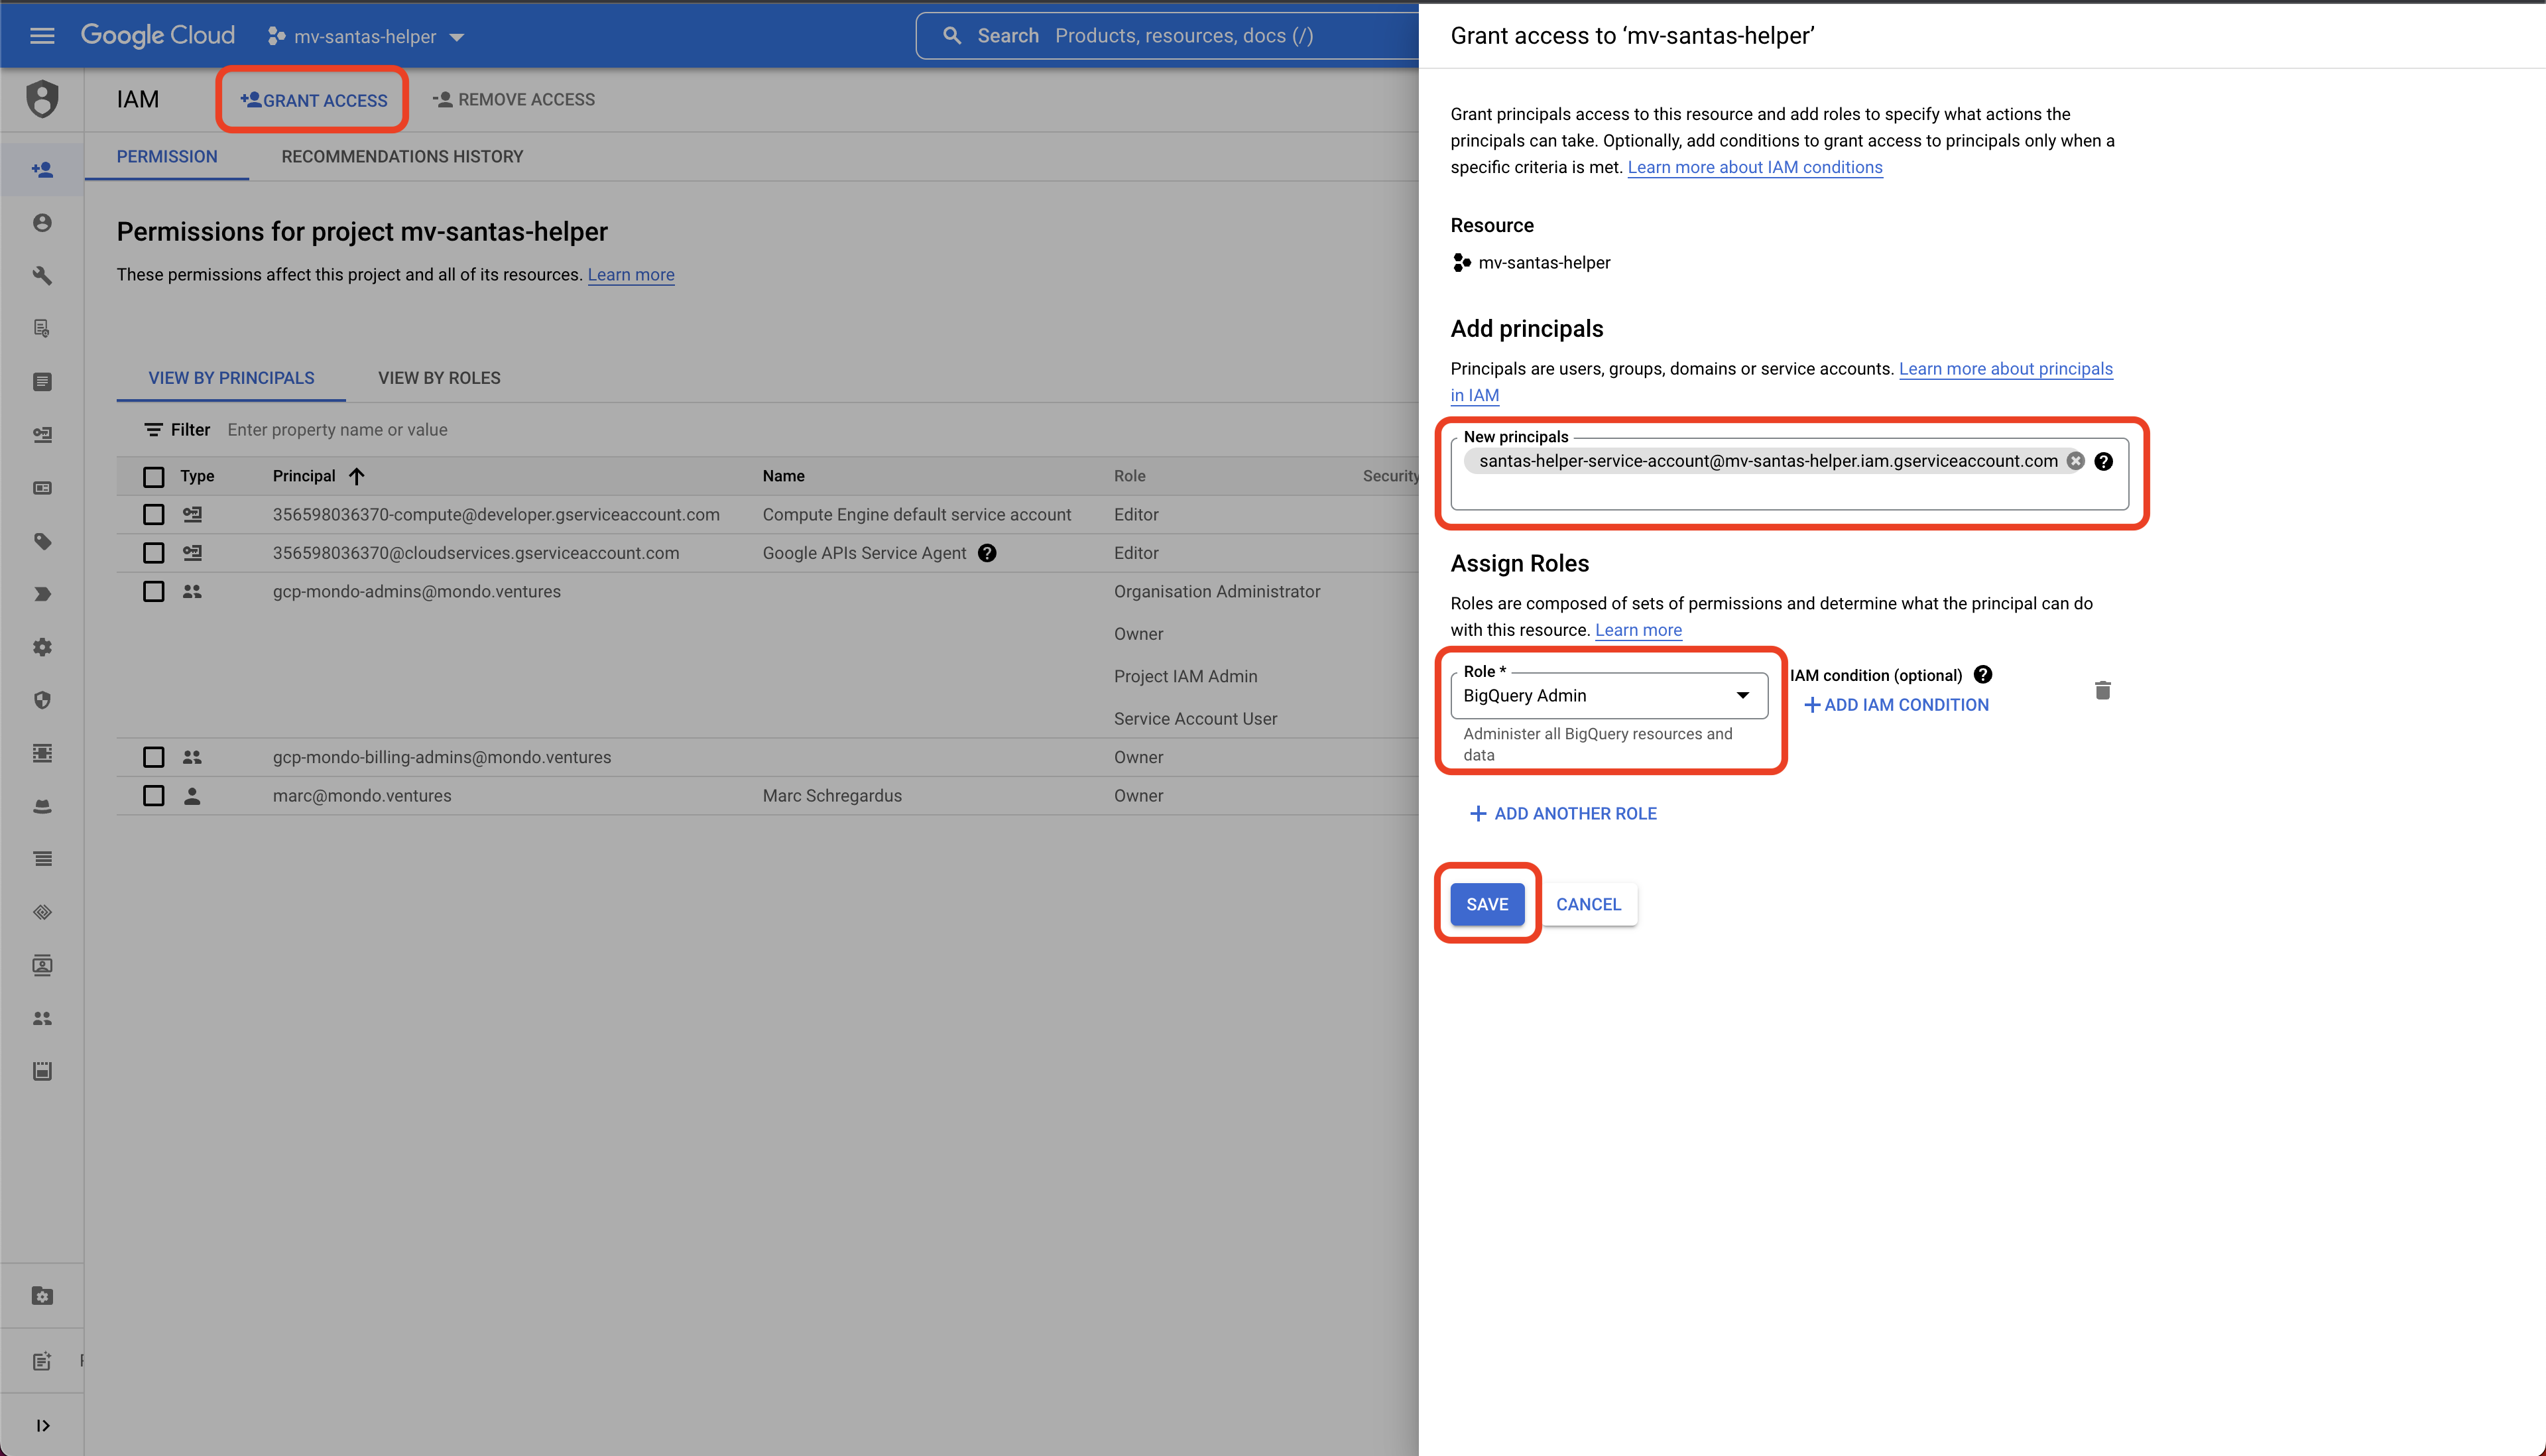 Google Cloud
mv-santas-helper
Search Products, resources, docs (/)
IAM
GRANT ACCESS
REMOVE ACCESS
PERMISSION
RECOMMENDATIONS HISTORY
Permissions for project mv-santas-helper
These permissions affect this project and all of its resources. Learn more
VIEW BY PRINCIPALS
VIEW BY ROLES
Filter Enter property name or value
Type Principal Name Role Security
356598036370-compute@developer.gserviceaccount.com Compute Engine default service account Editor
356598036370@cloudservices.gserviceaccount.com Google APIs Service Agent Editor
gcp-mondo-admins@mondo.ventures Organisation Administrator
Owner
Project IAM Admin
Service Account User
gcp-mondo-billing-admins@mondo.ventures Owner
marc@mondo.ventures Marc Schregardus Owner
Grant access to ‘mv-santas-helper’
Grant principals access to this resource and add roles to specify what actions the
principals can take. Optionally, add conditions to grant access to principals only when a
specific criteria is met. Learn more about IAM conditions
Resource
mv-santas-helper
Add principals
Principals are users, groups, domains or service accounts. Learn more about principals
in IAM
New principals
santas-helper-service-account@mv-santas-helper.iam.gserviceaccount.com
Assign Roles
Roles are composed of sets of permissions and determine what the principal can do
with this resource. Learn more
Role *
BigQuery Admin
Administer all BigQuery resources and
data
IAM condition (optional)
ADD IAM CONDITION
ADD ANOTHER ROLE
SAVE
CANCEL